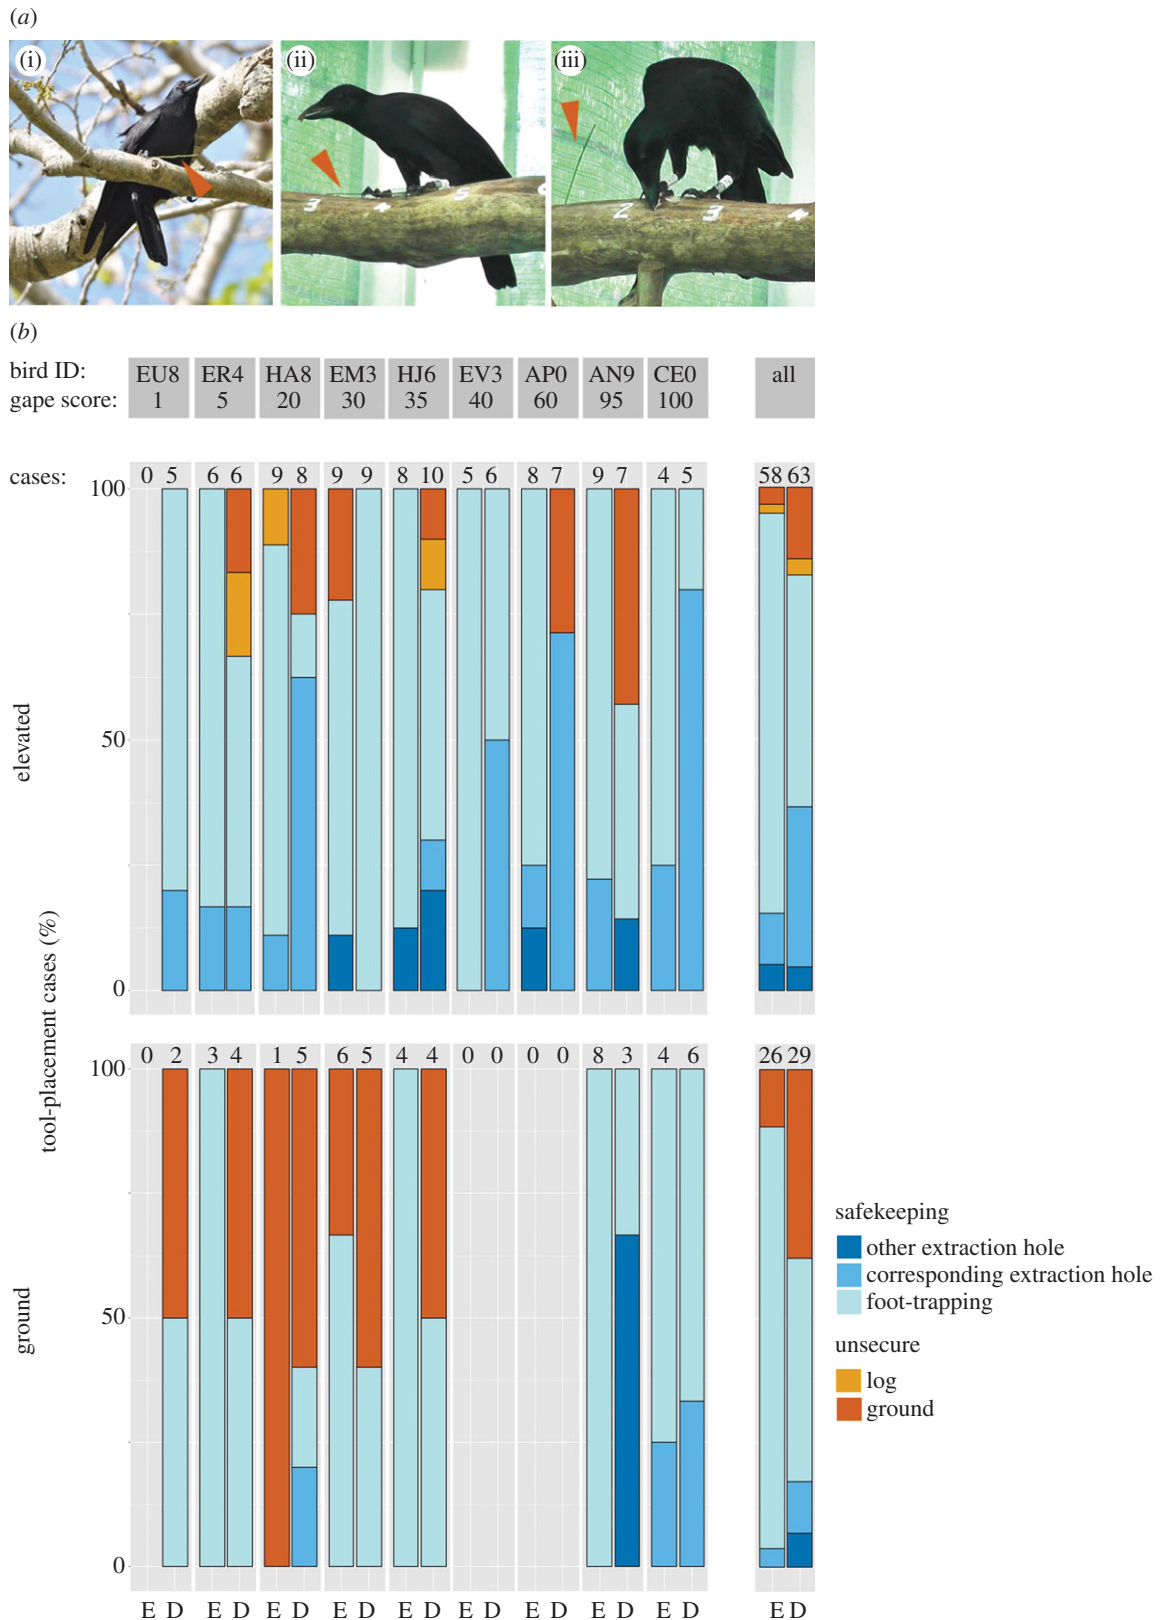 (a)
(i) (ii) (iii)
3 4 5 6
2 3 4
(b)
bird ID: EU8 ER4 HA8 EM3 HJ6 EV3 AP0 AN9 CE0 all
gape score: 1 5 20 30 35 40 60 95 100
cases: 0 5 6 6 9 8 9 9 8 10 5 6 8 7 9 7 4 5 58 63
100
50
0
elevated
tool-placement cases (%)
0 2 3 4 1 5 6 5 4 4 0 0 0 0 8 3 4 6 26 29
100
50
0
ground
safekeeping
other extraction hole
corresponding extraction hole
foot-trapping
unsecure
log
ground
E D E D E D E D E D E D E D E D E D E D